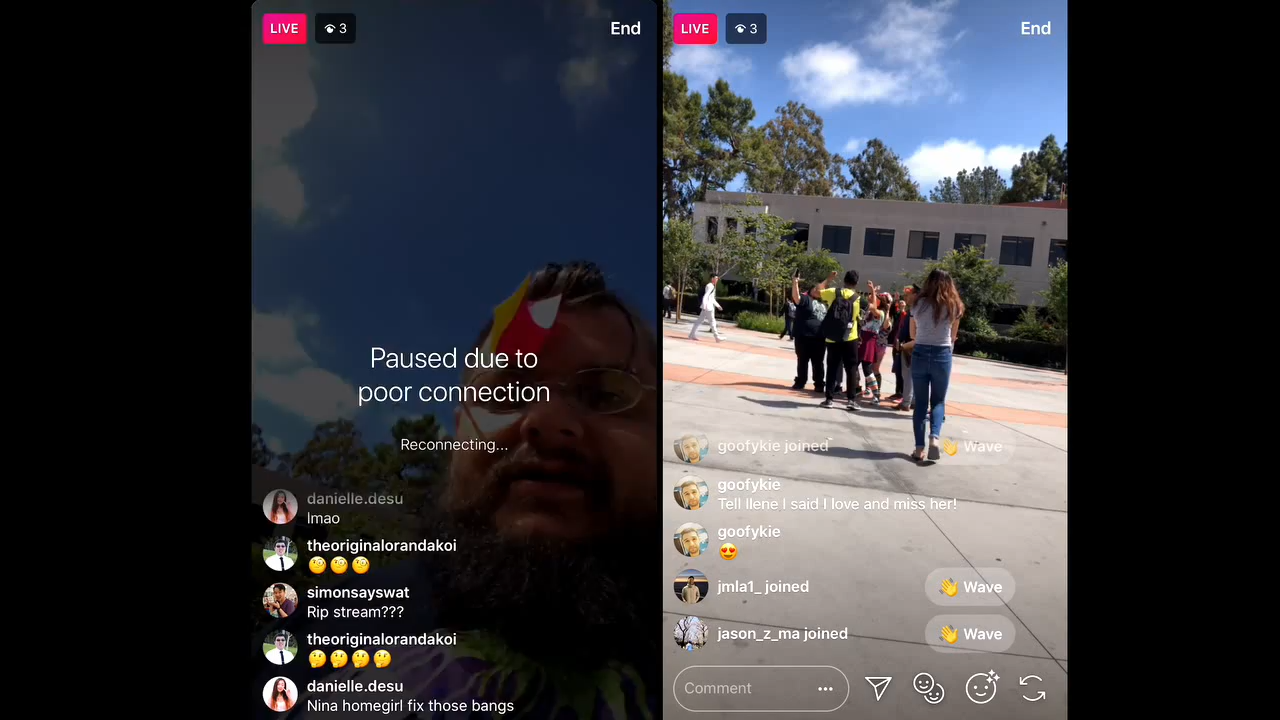 LIVE
3
End
Paused due to
poor connection
Reconnecting...
danielle.desu
lmao
theoriginalorandakoi
simonsayswat
Rip stream???
theoriginalorandakoi
danielle.desu
Nina homegirl fix those bangs
LIVE
3
End
goofykie joined
Wave
goofykie
Tell Ilene I said I love and miss her!
goofykie
jmla1_ joined
Wave
jason_z_ma joined
Wave
Comment